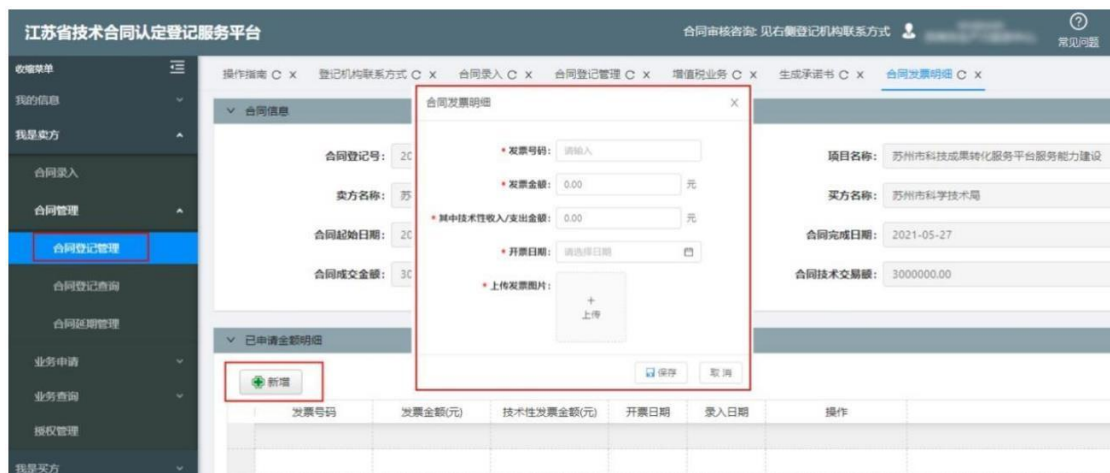 江苏省技术合同认定登记服务平台
合同审核咨询: 见右侧登记机构联系方式
常见问题
收缩菜单
操作指南 登记机构联系方式 合同录入 合同登记管理 增值税业务 生成承诺书 合同发票明细
我的信息
我是卖方
合同录入
合同管理
合同登记管理
合同登记查询
合同延期管理
业务申请
业务查询
授权管理
我是买方
合同信息
合同登记号: 20
项目名称: 苏州市科技成果转化服务平台服务能力建设
卖方名称: 苏
买方名称: 苏州市科学技术局
合同起始日期: 20
合同完成日期: 2021-05-27
合同成交金额: 30
合同技术交易额: 3000000.00
合同发票明细
* 发票号码: 请输入
* 发票金额: 0.00 元
* 其中技术性收入/支出金额: 0.00 元
* 开票日期: 请选择日期
* 上传发票图片:
+
上传
保存 取消
已申请金额明细
新增
发票号码 发票金额(元) 技术性发票金额(元) 开票日期 录入日期 操作